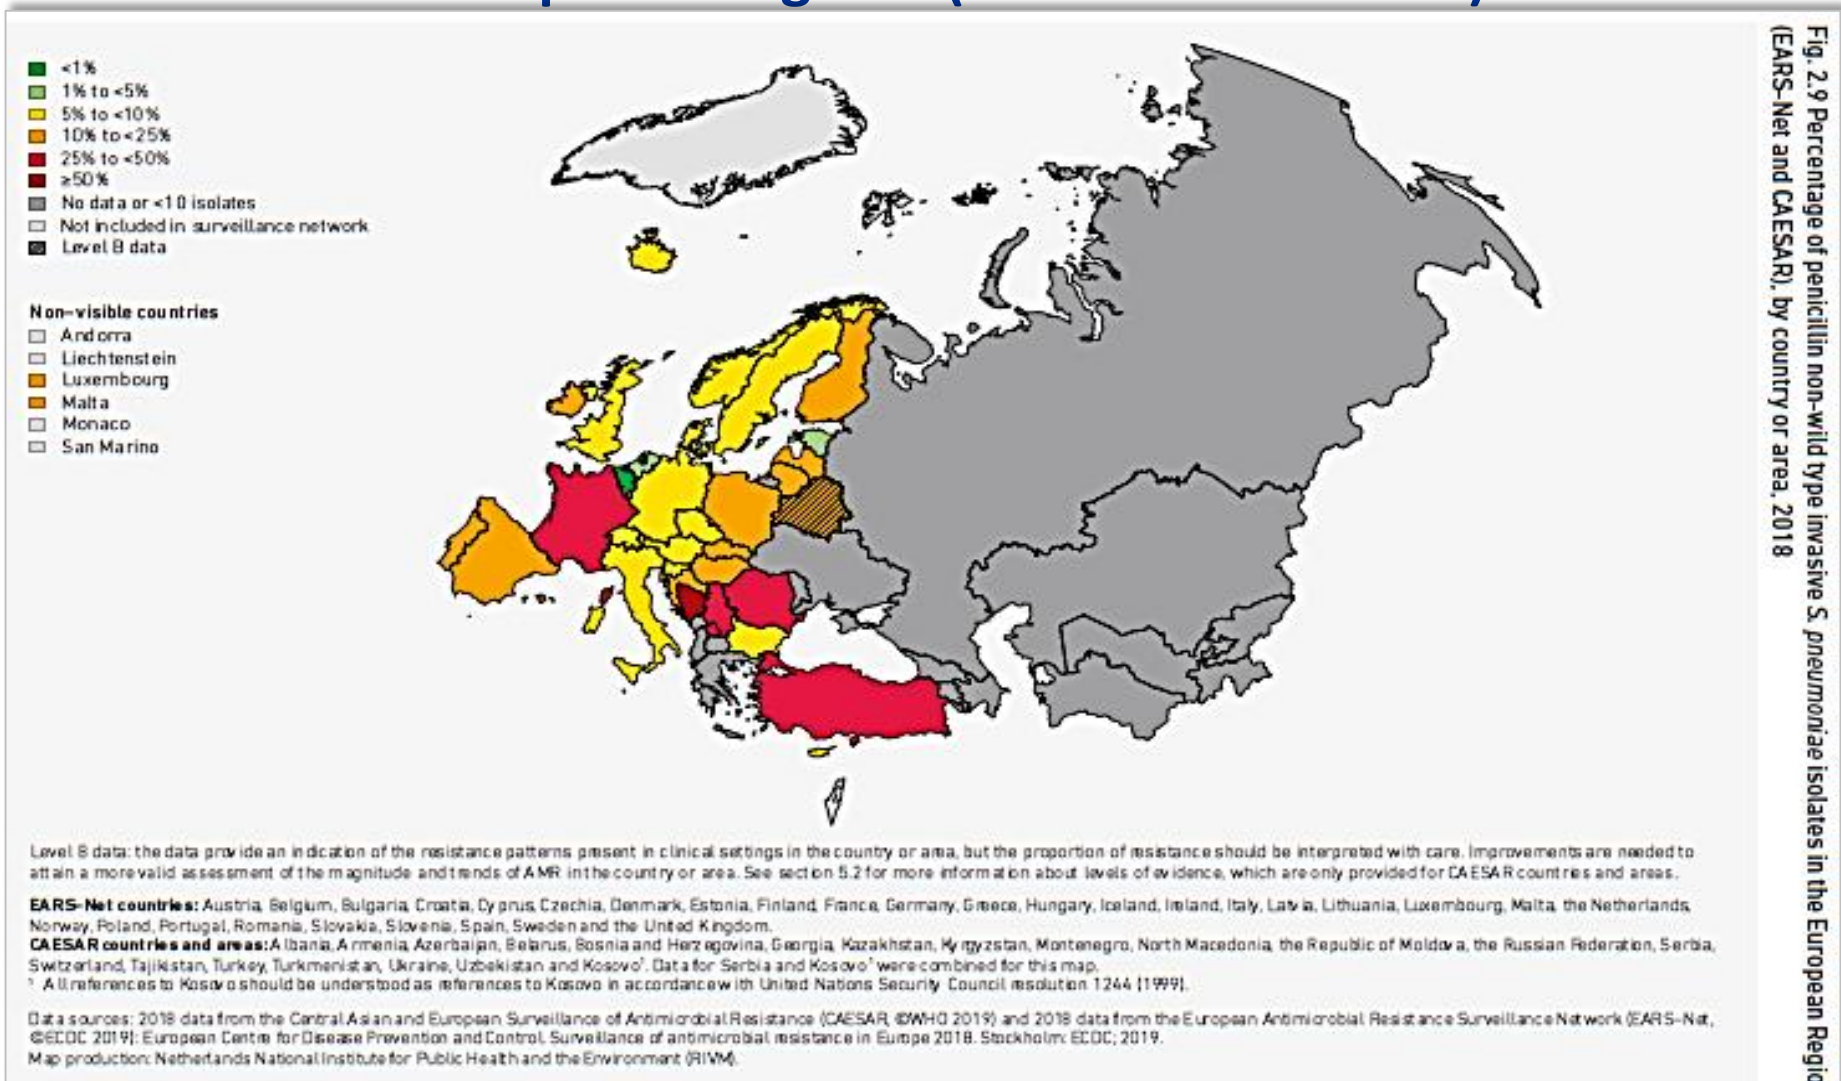 <1%
1% to <5%
5% to <10%
10% to <25%
25% to <50%
≥50%
No data or <10 isolates
Not included in surveillance network
Level B data
Non-visible countries
Andorra
Liechtenstein
Luxembourg
Malta
Monaco
San Marino
Fig. 2.9 Percentage of penicillin non-wild type invasive S. pneumoniae isolates in the European Regio
(EARS-Net and CAESAR), by country or area, 2018
Level B data: the data provide an indication of the resistance patterns present in clinical settings in the country or area, but the proportion of resistance should be interpreted with care. Improvements are needed to
attain a more valid assessment of the magnitude and trends of AMR in the country or area. See section 5.2 for more information about levels of evidence, which are only provided for CAESAR countries and areas.
EARS-Net countries: Austria, Belgium, Bulgaria, Croatia, Cyprus, Czechia, Denmark, Estonia, Finland, France, Germany, Greece, Hungary, Iceland, Ireland, Italy, Latvia, Lithuania, Luxembourg, Malta, the Netherlands,
Norway, Poland, Portugal, Romania, Slovakia, Slovenia, Spain, Sweden and the United Kingdom.
CAESAR countries and areas: Albania, Armenia, Azerbaijan, Belarus, Bosnia and Herzegovina, Georgia, Kazakhstan, Kyrgyzstan, Montenegro, North Macedonia, the Republic of Moldova, the Russian Federation, Serbia,
Switzerland, Tajikistan, Turkey, Turkmenistan, Ukraine, Uzbekistan and Kosovo¹. Data for Serbia and Kosovo¹ were combined for this map.
¹ All references to Kosovo should be understood as references to Kosovo in accordance with United Nations Security Council resolution 1244 (1999).
Data sources: 2018 data from the Central Asian and European Surveillance of Antimicrobial Resistance (CAESAR, ©WHO 2019) and 2018 data from the European Antimicrobial Resistance Surveillance Network (EARS-Net,
©ECDC 2019): European Centre for Disease Prevention and Control. Surveillance of antimicrobial resistance in Europe 2018. Stockholm: ECDC; 2019.
Map production: Netherlands National Institute for Public Health and the Environment (RIVM).